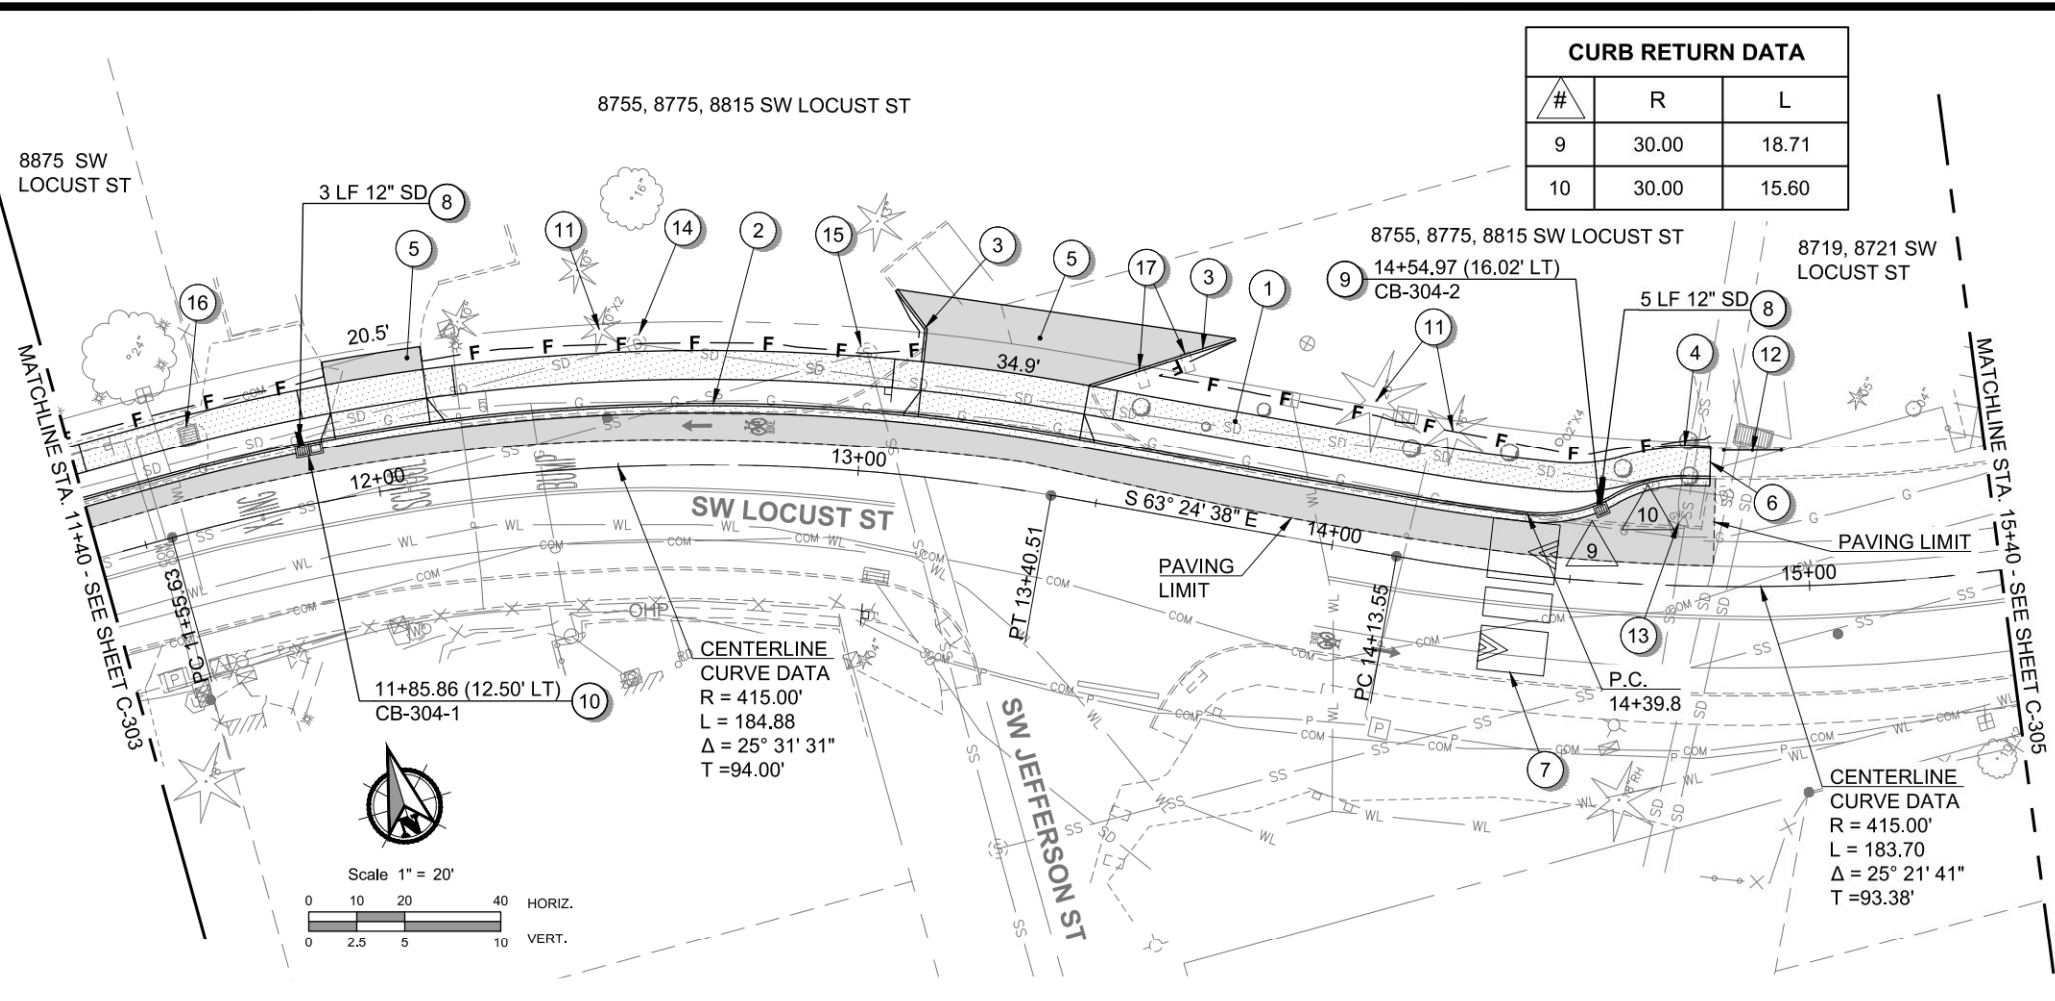 CURB RETURN DATA
# R L
9 30.00 18.71
10 30.00 15.60
8755, 8775, 8815 SW LOCUST ST
8875 SW
LOCUST ST
3 LF 12" SD 8
5
11
14
2
15
3
5
17
3
1
8755, 8775, 8815 SW LOCUST ST
9 14+54.97 (16.02' LT)
CB-304-2
8719, 8721 SW
LOCUST ST
5 LF 12" SD 8
11
4
12
16
20.5'
34.9'
6
MATCHLINE STA. 11+40 - SEE SHEET C-303
MATCHLINE STA. 15+40 - SEE SHEET C-305
12+00
13+00
SW LOCUST ST
S 63° 24' 38" E
14+00
15+00
10
9
PAVING LIMIT
PAVING
LIMIT
PC 11+55.63
PT 13+40.51
PC 14+13.55
OHP
13
P.C.
14+39.8
7
11+85.86 (12.50' LT) 10
CB-304-1
CENTERLINE
CURVE DATA
R = 415.00'
L = 184.88
Δ = 25° 31' 31"
T =94.00'
SW JEFFERSON ST
CENTERLINE
CURVE DATA
R = 415.00'
L = 183.70
Δ = 25° 21' 41"
T =93.38'
N
Scale 1" = 20'
0 10 20 40 HORIZ.
0 2.5 5 10 VERT.